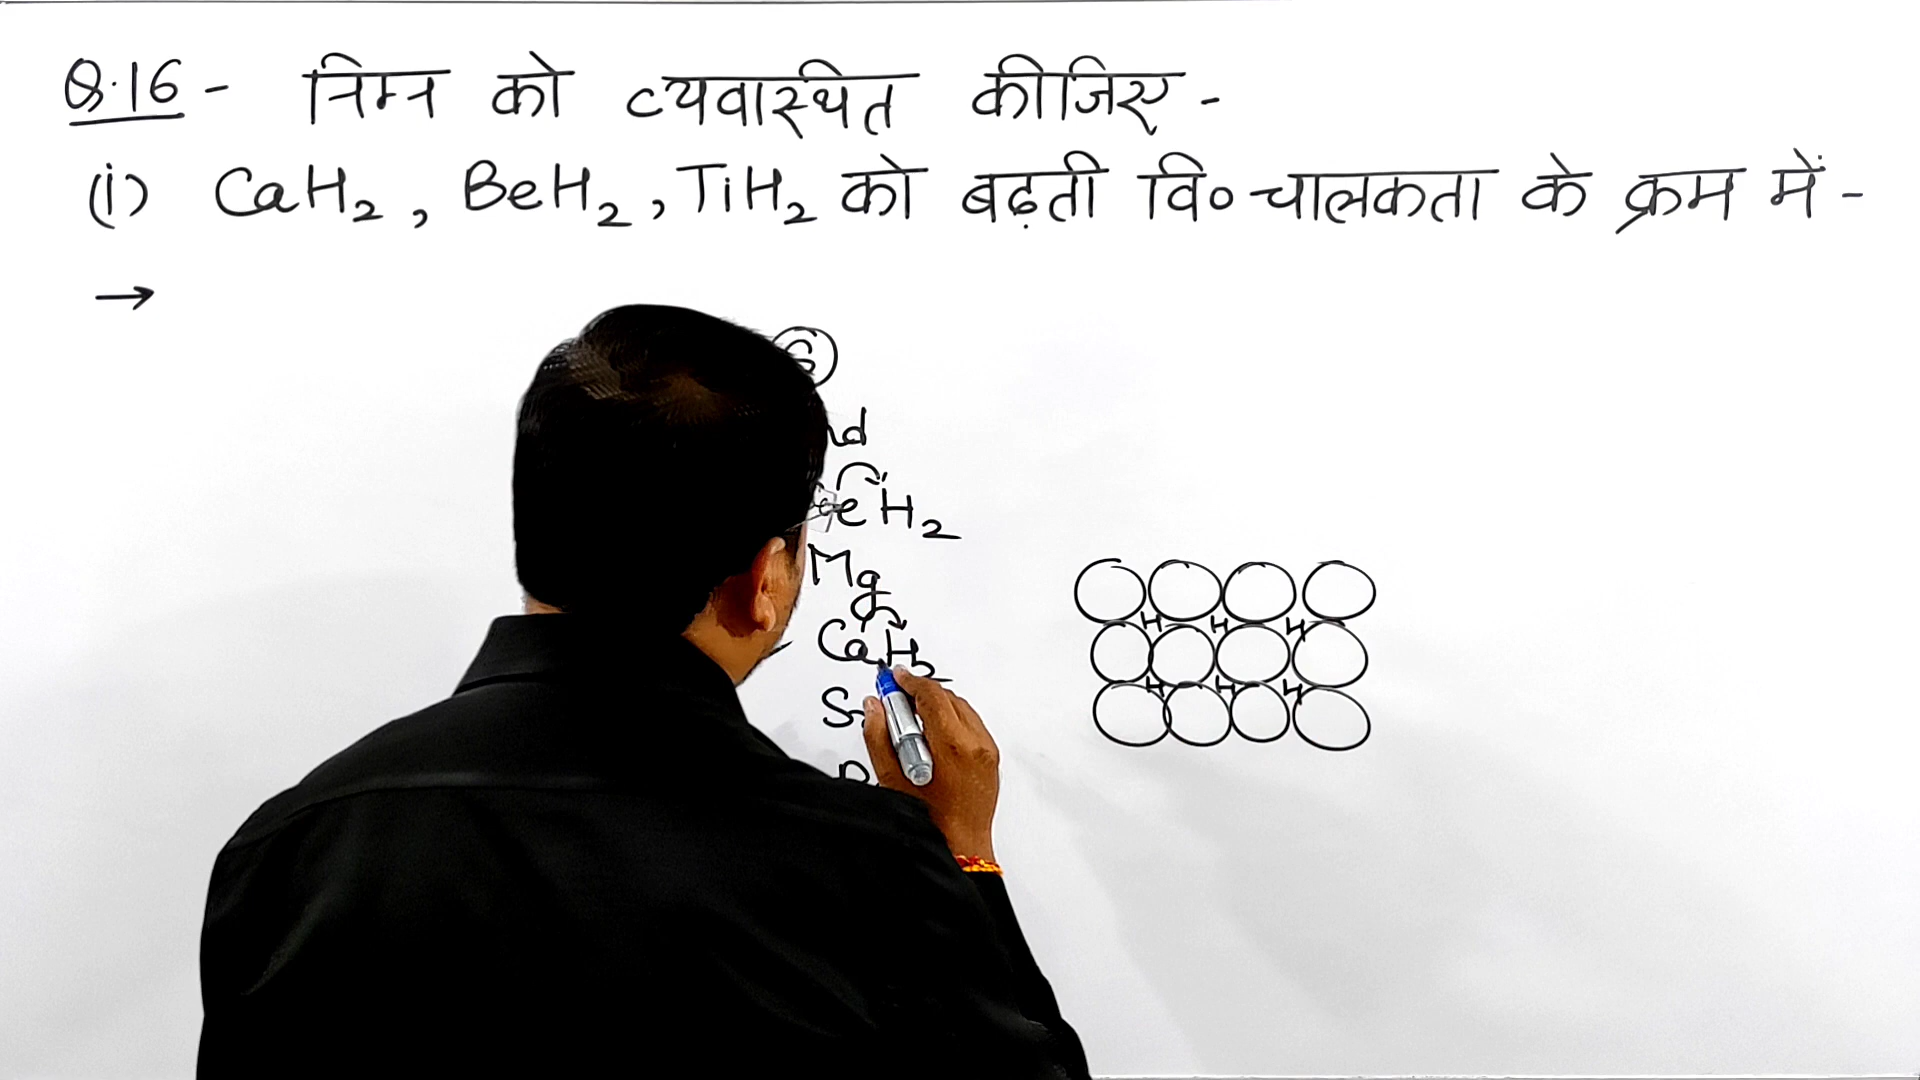 Q.16 - निम्न को व्यवस्थित कीजिए -
(i) CaH₂, BeH₂, TiH₂ को बढ़ती वि० चालकता के क्रम में -
→
H₂
Mg
CaH₂
H H H
H H H